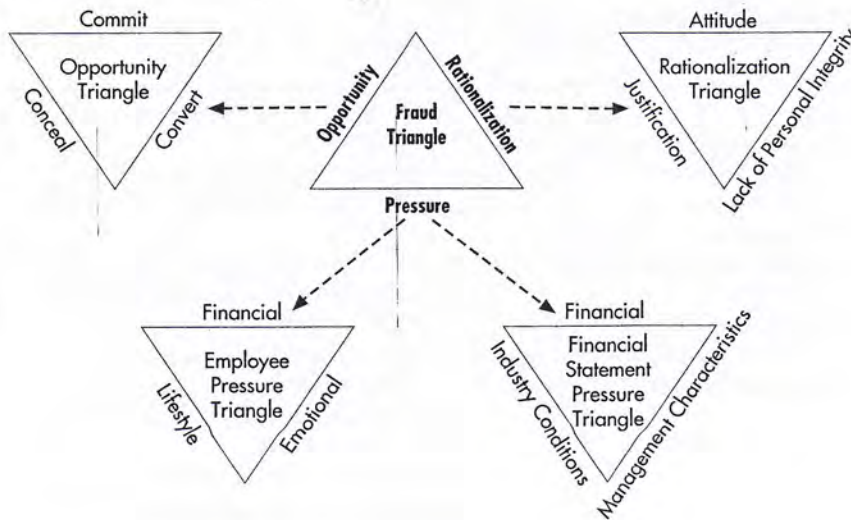 Commit
Opportunity
Triangle
Conceal
Convert
Opportunity
Rationalization
Fraud
Triangle
Pressure
Attitude
Rationalization
Triangle
Justification
Lack of Personal Integrity
Financial
Employee
Pressure
Triangle
Lifestyle
Emotional
Financial
Financial
Statement
Pressure
Triangle
Industry Conditions
Management Characteristics